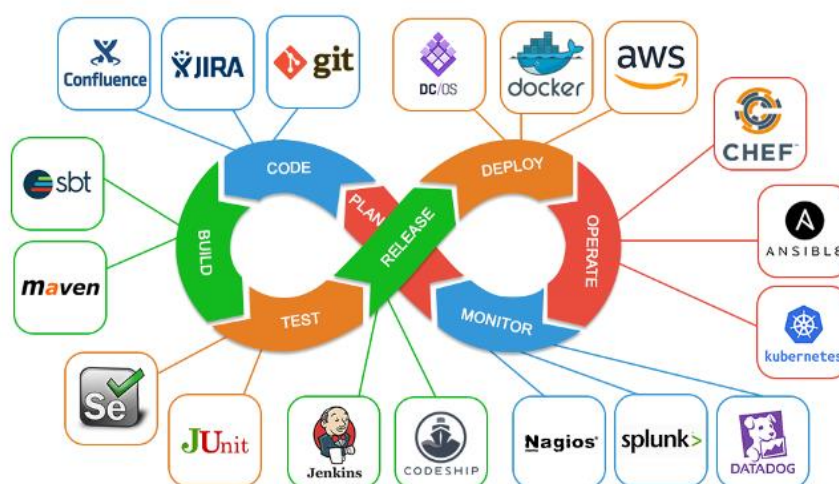 Confluence
JIRA
git
DC/OS
docker
aws
CHEF
CODE
DEPLOY
sbt
PLAN
RELEASE
BUILD
OPERATE
ANSIBLE
maven
TEST
MONITOR
kubernetes
Se
JUnit
Jenkins
CODESHIP
Nagios®
splunk>
DATADOG